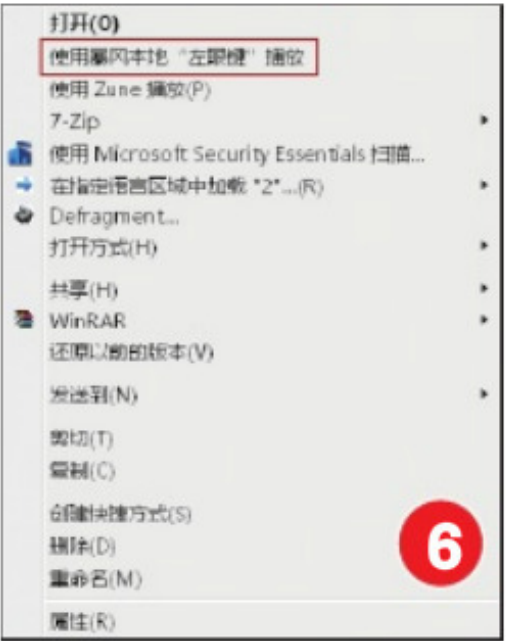 打开(O)
使用暴风本地“左眼键”播放
使用 Zune 播放(P)
7-Zip
使用 Microsoft Security Essentials 扫描...
在指定语言区域中加载 "2"...(R)
Defragment...
打开方式(H)
共享(H)
WinRAR
还原以前的版本(V)
发送到(N)
剪切(T)
复制(C)
创建快捷方式(S)
删除(D)
重命名(M)
6
属性(R)